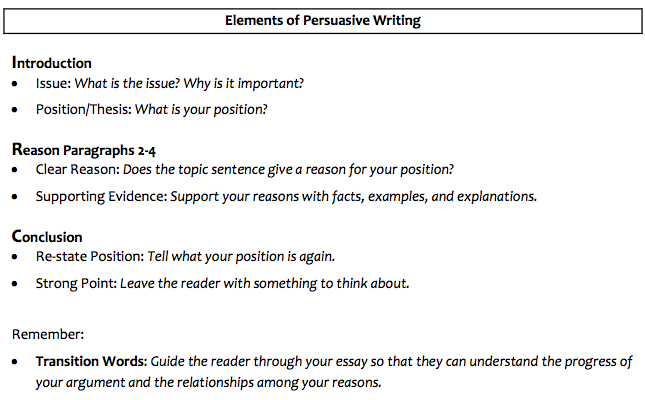 Elements of Persuasive Writing
Introduction
• Issue: What is the issue? Why is it important?
• Position/Thesis: What is your position?
Reason Paragraphs 2-4
• Clear Reason: Does the topic sentence give a reason for your position?
• Supporting Evidence: Support your reasons with facts, examples, and explanations.
Conclusion
• Re-state Position: Tell what your position is again.
• Strong Point: Leave the reader with something to think about.
Remember:
• Transition Words: Guide the reader through your essay so that they can understand the progress of
your argument and the relationships among your reasons.